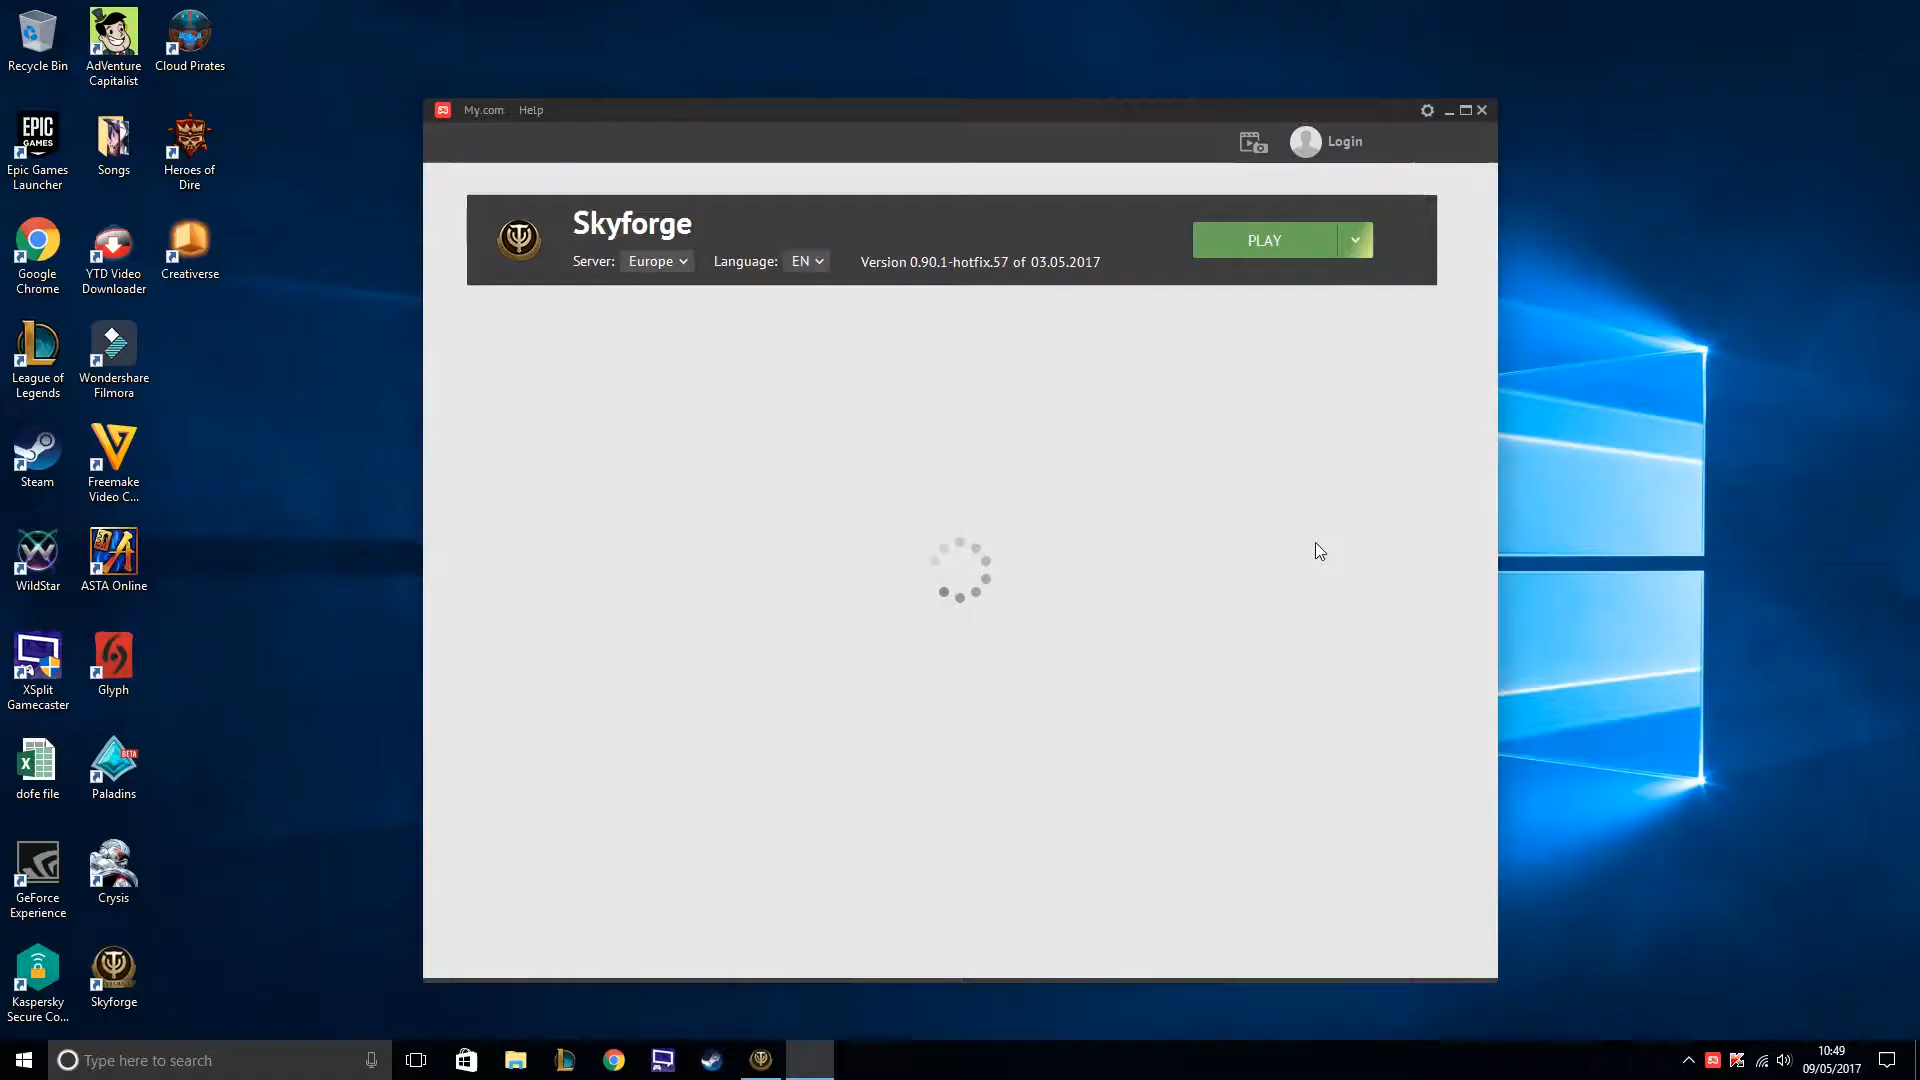 Recycle Bin
AdVenture
Capitalist
Cloud Pirates
EPIC
GAMES
Epic Games
Launcher
Songs
Heroes of
Dire
Google
Chrome
YTD Video
Downloader
Creativerse
League of
Legends
Wondershare
Filmora
Steam
Freemake
Video C...
WildStar
ASTA Online
XSplit
Gamecaster
Glyph
dofe file
BETA
Paladins
GeForce
Experience
Crysis
Kaspersky
Secure Co...
Skyforge
My.com Help
Login
Skyforge
Server: Europe Language: EN Version 0.90.1-hotfix.57 of 03.05.2017
PLAY
Type here to search
10:49
09/05/2017